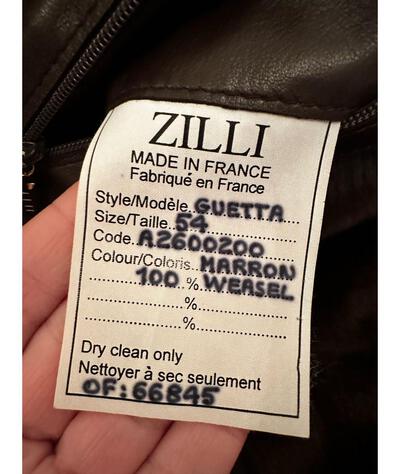 ZILLI
MADE IN FRANCE
Fabriqué en France
Style/Modèle. GUETTA
Size/Taille. 54
Code. A2600200
Colour/Coloris. MARRON
100 % WEASEL
%
%
Dry clean only
Nettoyer à sec seulement
OF: 66845